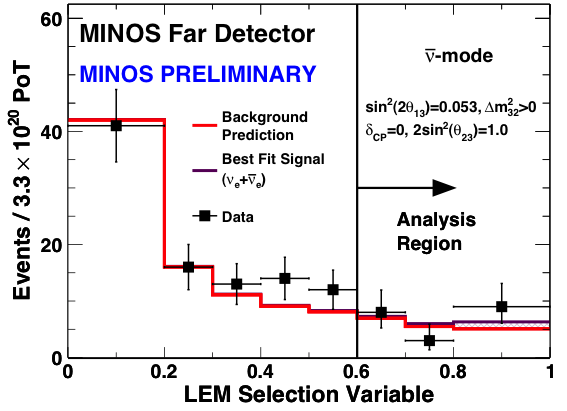 MINOS Far Detector
MINOS PRELIMINARY
ν̅-mode
sin²(2θ₁₃)=0.053, Δm²₃₂>0
δCP=0, 2sin²(θ₂₃)=1.0
Background
Prediction
Best Fit Signal
(νₑ+ν̅ₑ)
Data
Analysis
Region
Events / 3.3 × 10²⁰ PoT
60
40
20
0
0 0.2 0.4 0.6 0.8 1
LEM Selection Variable